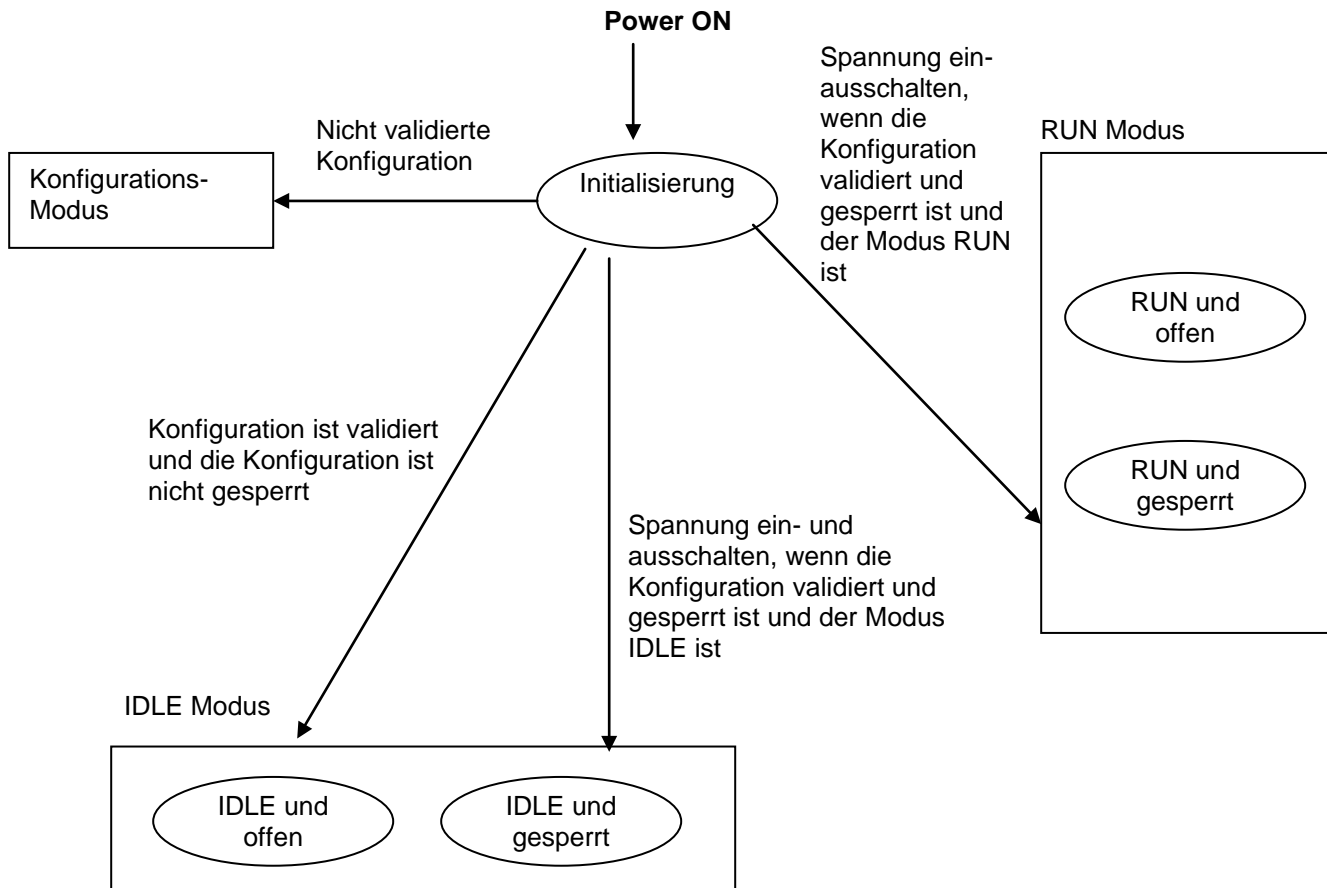 Power ON
Spannung ein-
ausschalten,
wenn die
Konfiguration
validiert und
gesperrt ist und
der Modus RUN
ist
RUN Modus
Nicht validierte
Konfiguration
Konfigurations-
Modus
Initialisierung
RUN und
offen
RUN und
gesperrt
Konfiguration ist validiert
und die Konfiguration ist
nicht gesperrt
Spannung ein- und
ausschalten, wenn die
Konfiguration validiert und
gesperrt ist und der Modus
IDLE ist
IDLE Modus
IDLE und
offen
IDLE und
gesperrt